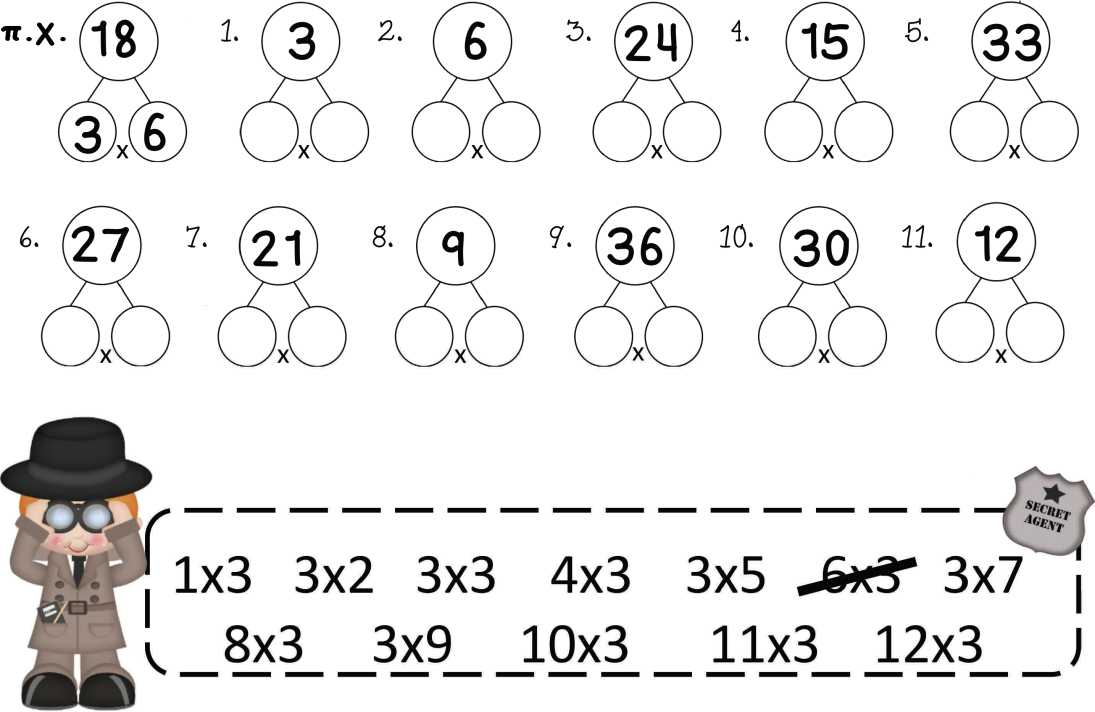 π.χ. 18 1. 3 2. 6 3. 24 4. 15 5. 33
3 x 6 x x x x x
6. 27 7. 21 8. 9 9. 36 10. 30 11. 12
x x x x x x
SECRET
AGENT
1x3 3x2 3x3 4x3 3x5 6x3 3x7
8x3 3x9 10x3 11x3 12x3